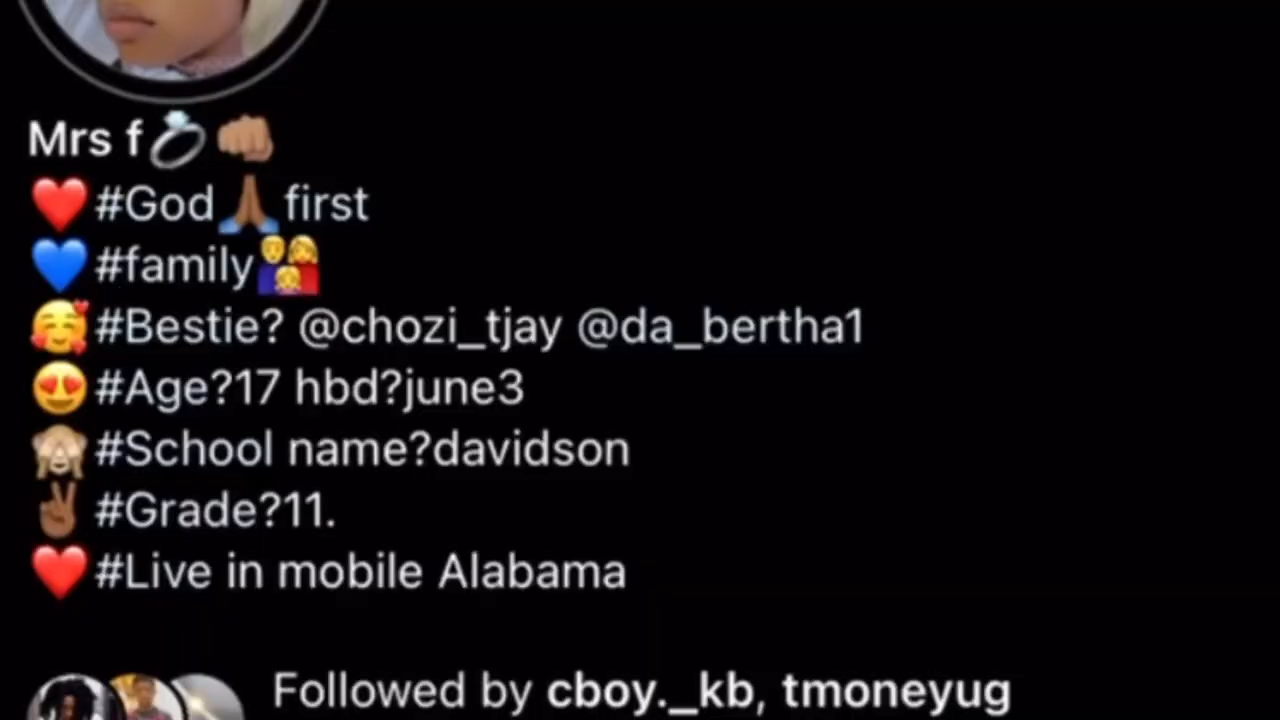 Mrs f💍👊🏽
❤️#God🙏🏾first
💙#family👨‍👩‍👧
🥰#Bestie? @chozi_tjay @da_bertha1
😍#Age?17 hbd?june3
🙈#School name?davidson
✌🏾#Grade?11.
❤️#Live in mobile Alabama
Followed by cboy._kb, tmoneyug